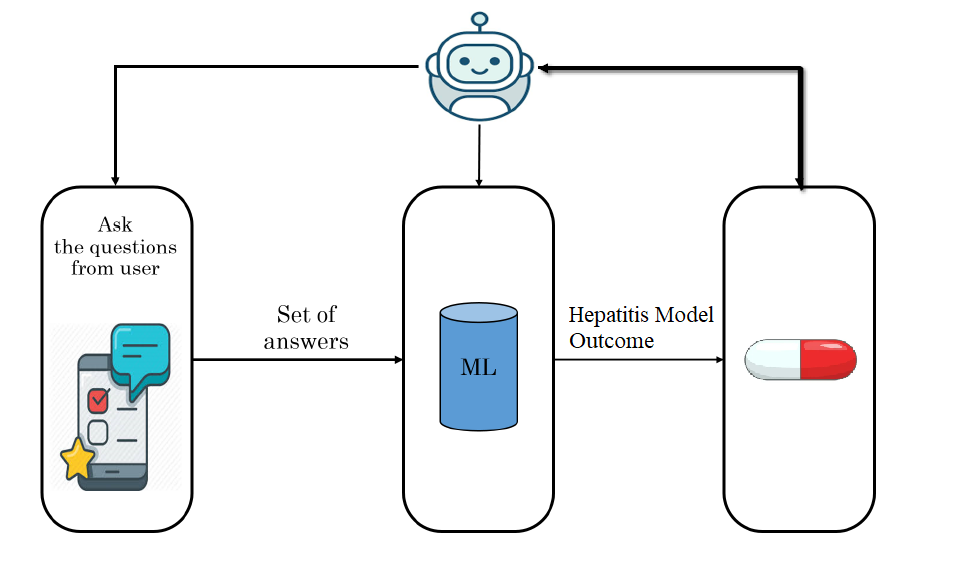 Ask
the questions
from user
Set of
answers
ML
Hepatitis Model
Outcome